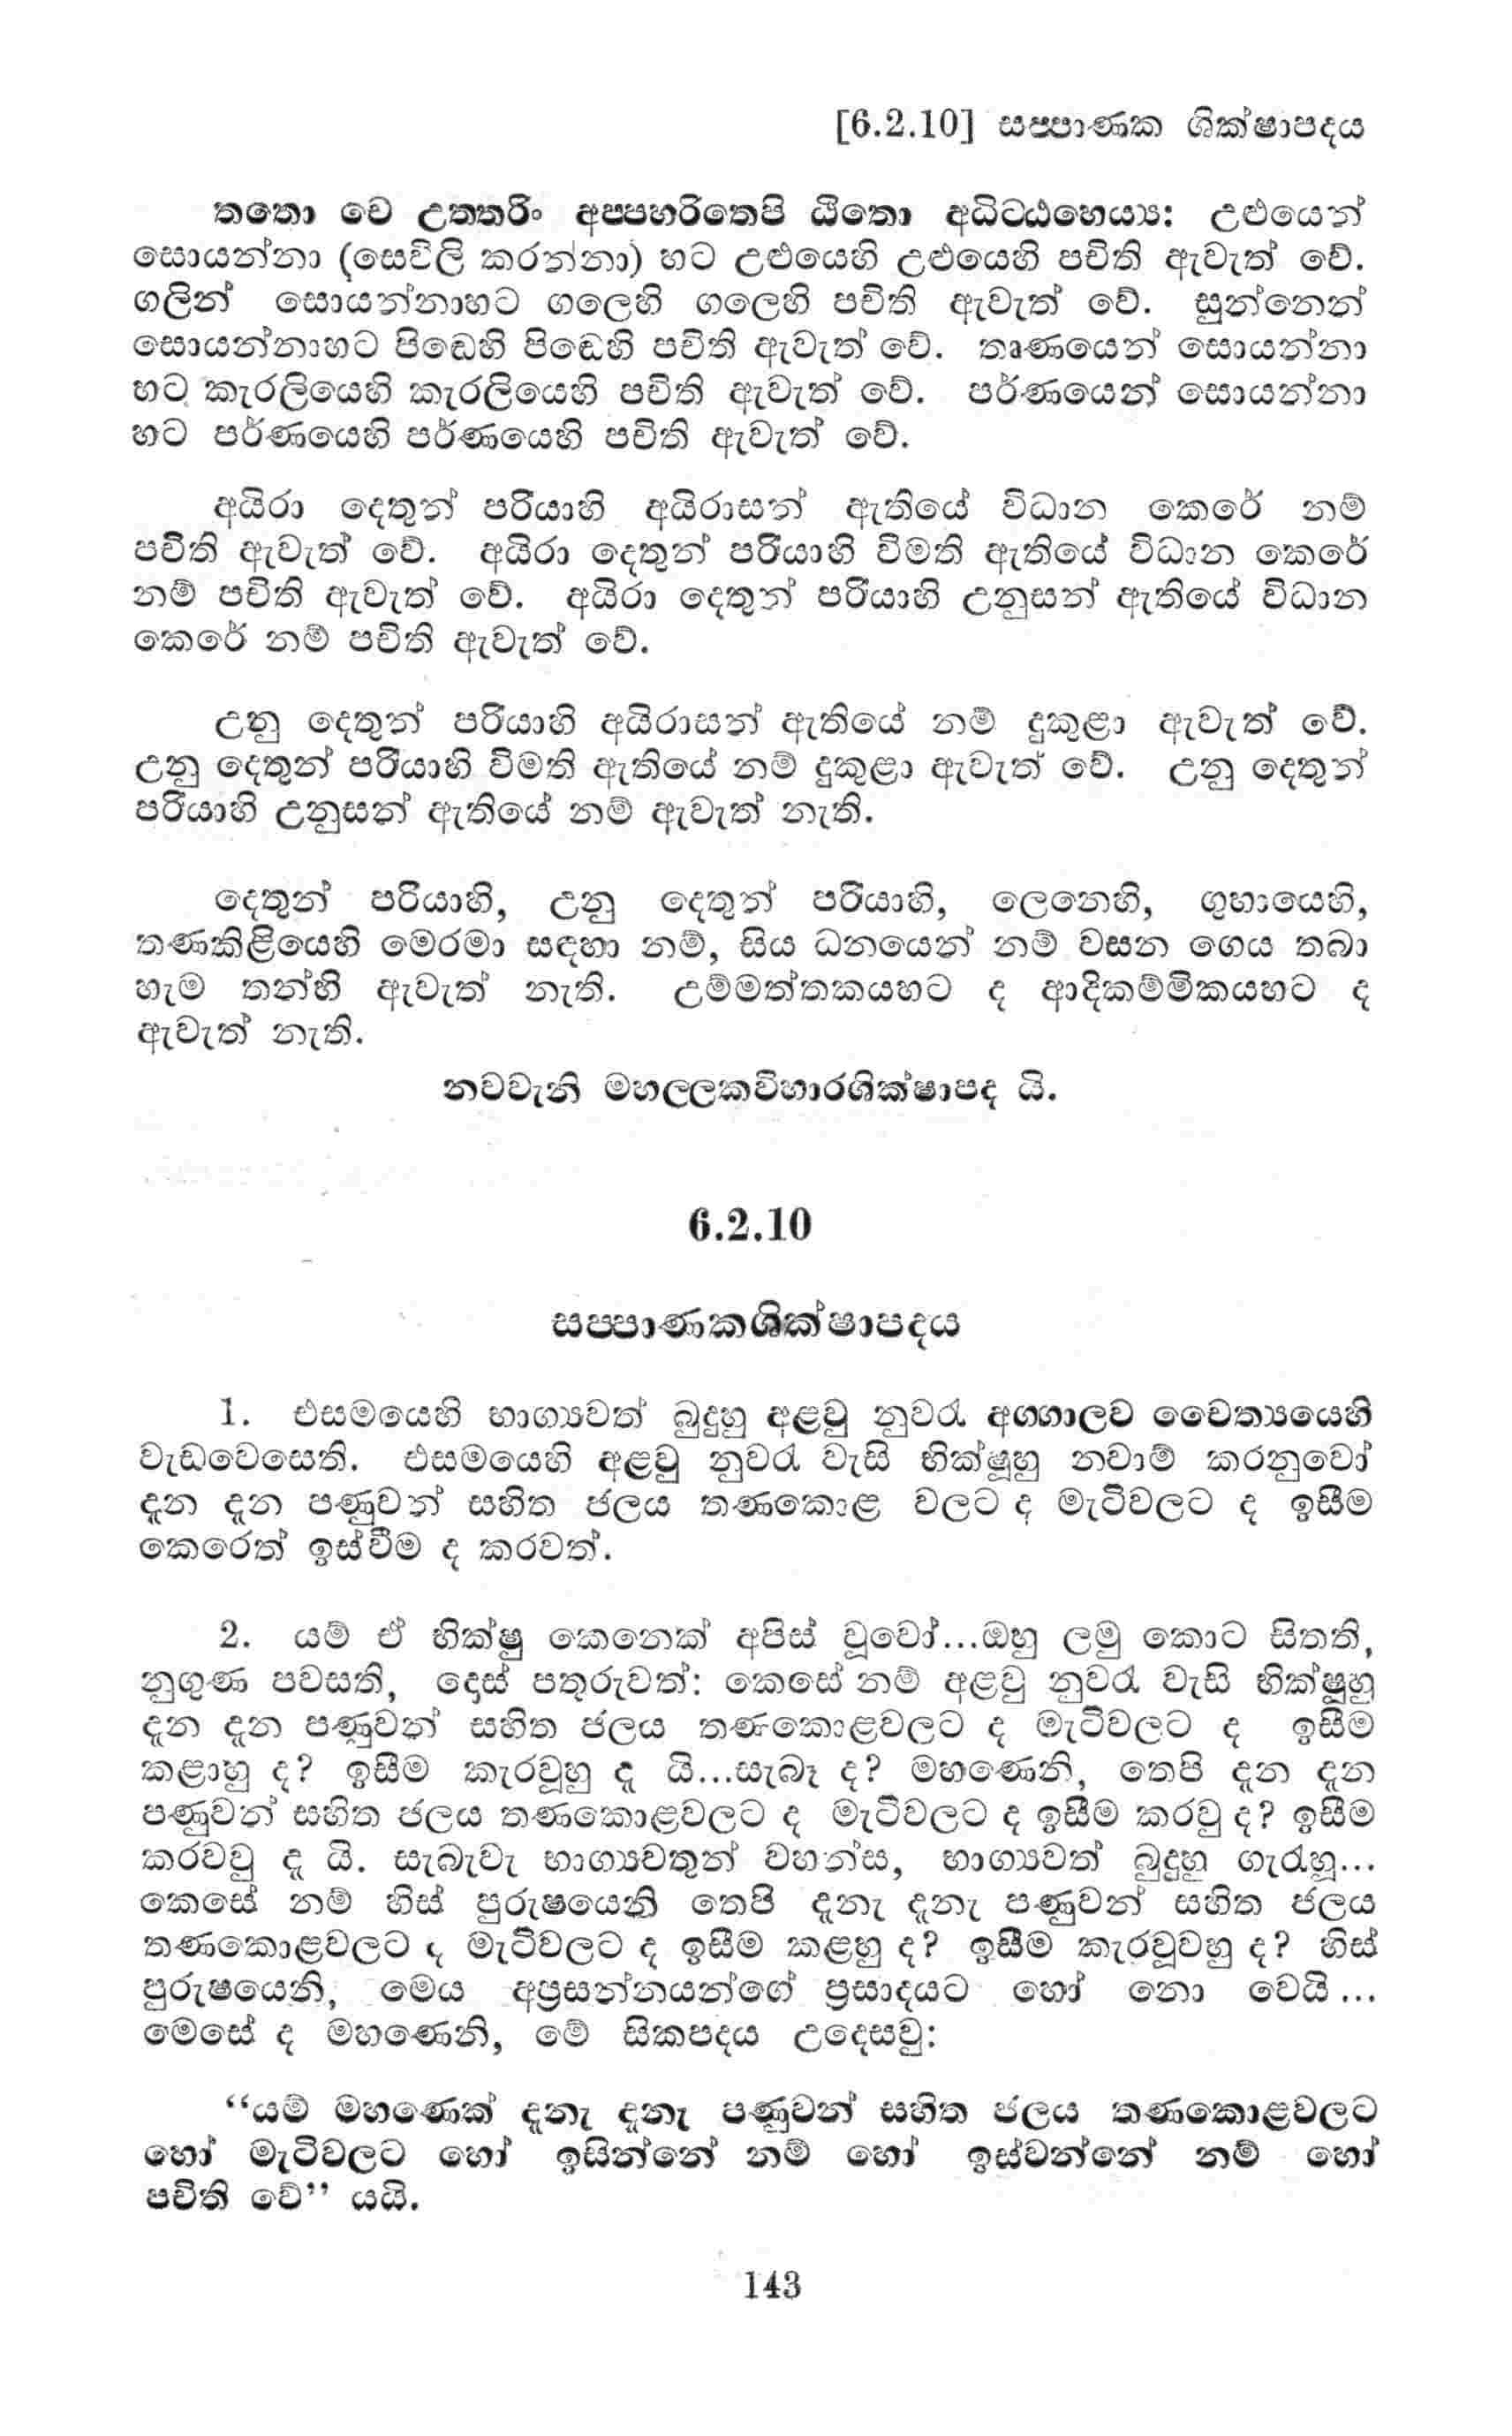 [6.2.10] සප්පාණක ශික්ෂාපදය
තතො චෙ උත්තරිං අප්පහරිතෙපි ඨිතො අධිට්ඨහෙය්‍ය: උළුයෙන්
සොයන්නා (සෙවිලි කරන්නා) හට උළුයෙහි උළුයෙහි පචිති ඇවැත් වේ.
ගලින් සොයන්නාහට ගලෙහි ගලෙහි පචිති ඇවැත් වේ. සුන්නෙන්
සොයන්නාහට පිඬෙහි පිඬෙහි පචිති ඇවැත් වේ. තෘණයෙන් සොයන්නා
හට කැරලියෙහි කැරලියෙහි පචිති ඇවැත් වේ. පර්ණයෙන් සොයන්නා
හට පර්ණයෙහි පර්ණයෙහි පචිති ඇවැත් වේ.
අයිරා දෙතුන් පරියාහි අයිරාසන් ඇතියේ විධාන කෙරේ නම්
පචිති ඇවැත් වේ. අයිරා දෙතුන් පරියාහි විමති ඇතියේ විධාන කෙරේ
නම් පචිති ඇවැත් වේ. අයිරා දෙතුන් පරියාහි උනුසන් ඇතියේ විධාන
කෙරේ නම් පචිති ඇවැත් වේ.
උනු දෙතුන් පරියාහි අයිරාසන් ඇතියේ නම් දුකුළා ඇවැත් වේ.
උනු දෙතුන් පරියාහි විමති ඇතියේ නම් දුකුළා ඇවැත් වේ. උනු දෙතුන්
පරියාහි උනුසන් ඇතියේ නම් ඇවැත් නැති.
දෙතුන් පරියාහි, උනු දෙතුන් පරියාහි, ලෙනෙහි, ගුහායෙහි,
තණකිළියෙහි මෙරමා සඳහා නම්, සිය ධනයෙන් නම් වසන ගෙය තබා
හැම තන්හි ඇවැත් නැති. උම්මත්තකයහට ද ආදිකම්මිකයහට ද
ඇවැත් නැති.
නවවැනි මහල්ලකවිහාරශික්ෂාපද යි.
6.2.10
සප්පාණකශික්ෂාපදය
1. එසමයෙහි භාග්‍යවත් බුදුහු අළවු නුවරැ අග්ගාලව චෛත්‍යයෙහි
වැඩවෙසෙති. එසමයෙහි අළවු නුවරැ වැසි භික්ෂූහු නවාම් කරනුවෝ
දැන දැන පණුවන් සහිත ජලය තණකොළ වලට ද මැටිවලට ද ඉසීම
කෙරෙත් ඉස්වීම ද කරවත්.
2. යම් ඒ භික්ෂු කෙනෙක් අපිස් වූවෝ...ඔහු ලමු කොට සිතති,
නුගුණ පවසති, දෙස් පතුරුවත්: කෙසේ නම් අළවු නුවරැ වැසි භික්ෂූහු
දැන දැන පණුවන් සහිත ජලය තණකොළවලට ද මැටිවලට ද ඉසීම
කළාහු ද? ඉසීම කැරවූහු දැ යි...සැබෑ ද? මහණෙනි, තෙපි දැන දැන
පණුවන් සහිත ජලය තණකොළවලට ද මැටිවලට ද ඉසීම කරවු ද? ඉසීම
කරවවු දැ යි. සැබැවැ භාග්‍යවතුන් වහන්ස, භාග්‍යවත් බුදුහු ගැරැහූ...
කෙසේ නම් හිස් පුරුෂයෙනි තෙපි දැනැ දැනැ පණුවන් සහිත ජලය
තණකොළවලට ද මැටිවලට ද ඉසීම කළහු ද? ඉසීම කැරවූවහු ද? හිස්
පුරුෂයෙනි, මෙය අප්‍රසන්නයන්ගේ ප්‍රසාදයට හෝ නො වෙයි...
මෙසේ ද මහණෙනි, මේ සිකපදය උදෙසවු:
“යම් මහණෙක් දැනැ දැනැ පණුවන් සහිත ජලය තණකොළවලට
හෝ මැටිවලට හෝ ඉසින්නේ නම් හෝ ඉස්වන්නේ නම් හෝ
පචිති වේ” යයි.
143